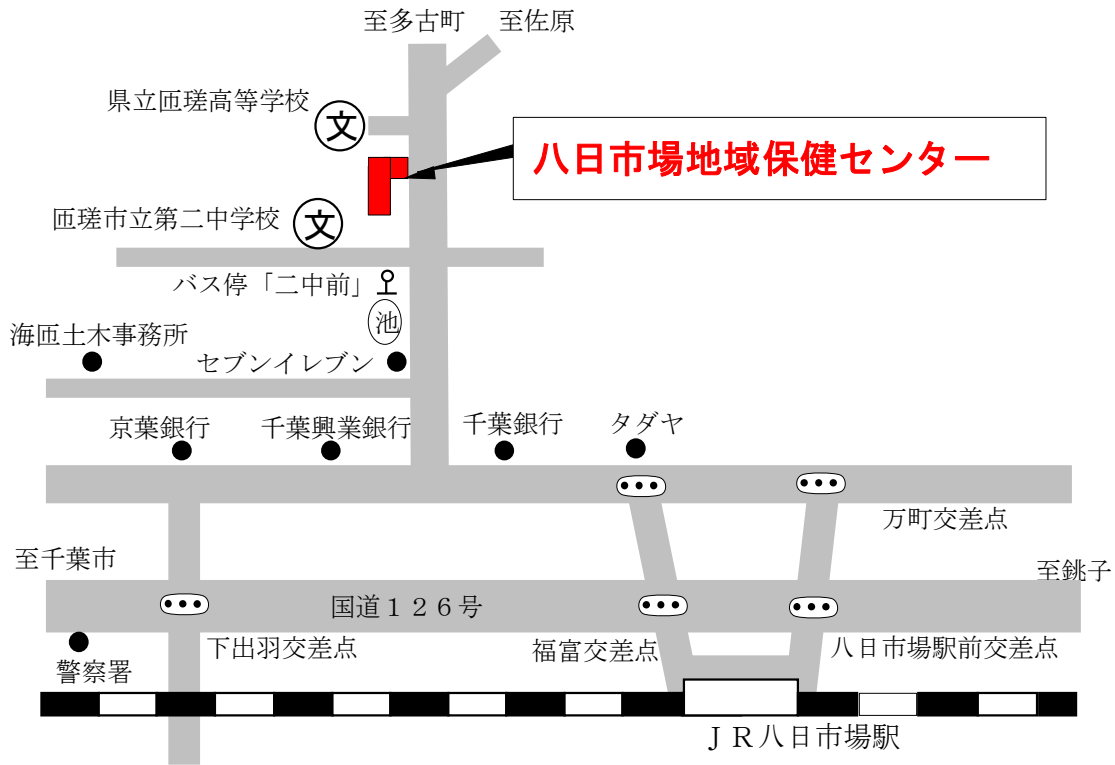 至多古町
至佐原
県立匝瑳高等学校
文
八日市場地域保健センター
匝瑳市立第二中学校
文
バス停「二中前」
池
海匝土木事務所
セブンイレブン
京葉銀行
千葉興業銀行
千葉銀行
タダヤ
万町交差点
至千葉市
至銚子
国道１２６号
下出羽交差点
福富交差点
八日市場駅前交差点
警察署
ＪＲ八日市場駅